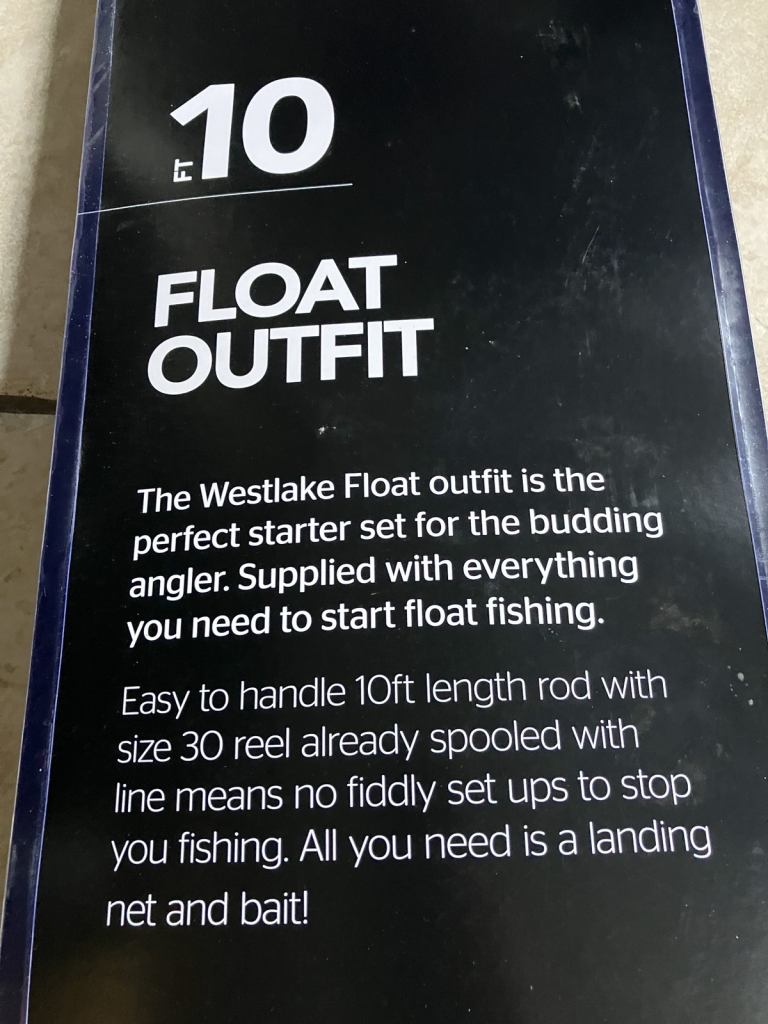 FT 10
FLOAT
OUTFIT
The Westlake Float outfit is the
perfect starter set for the budding
angler. Supplied with everything
you need to start float fishing.
Easy to handle 10ft length rod with
size 30 reel already spooled with
line means no fiddly set ups to stop
you fishing. All you need is a landing
net and bait!